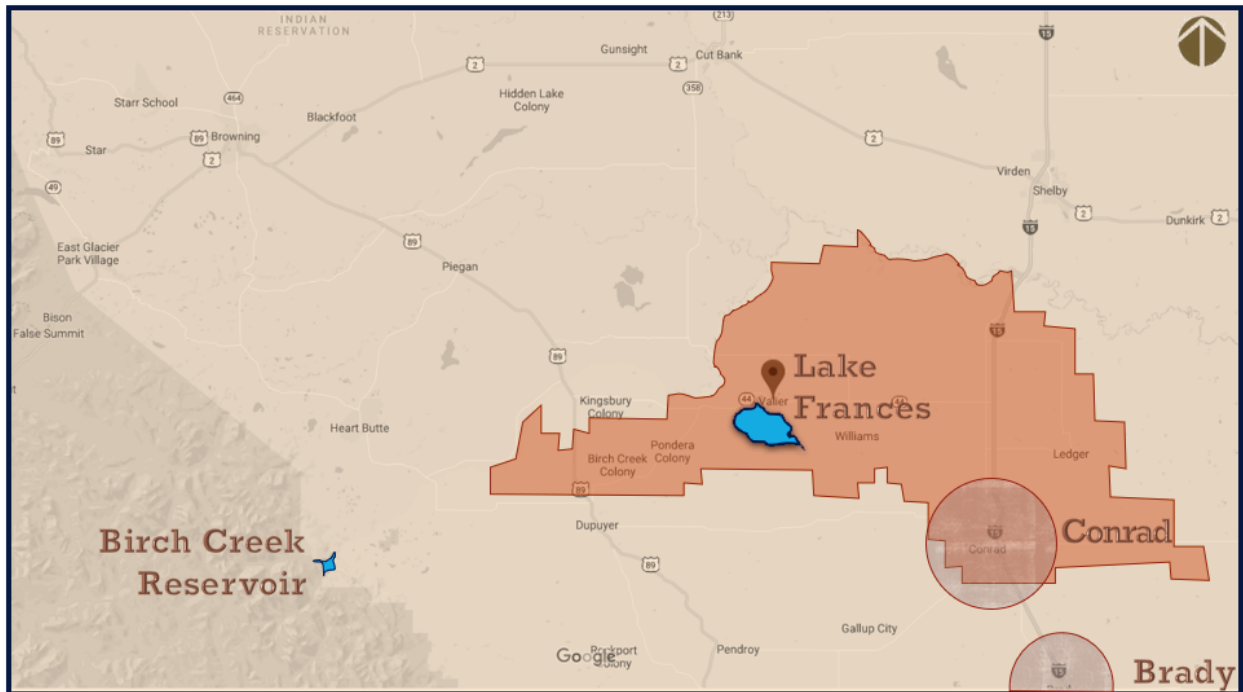 INDIAN
RESERVATION
213
15
Gunsight
Cut Bank
2
2
358
Hidden Lake
Colony
Starr School
464
Blackfoot
89
Star
89
Browning
2
2
49
Virden
Shelby
2
Dunkirk
2
15
East Glacier
Park Village
89
Piegan
Bison
False Summit
15
89
Lake
Frances
44
Valier
44
Kingsbury
Colony
Heart Butte
Williams
Pondera
Colony
Birch Creek
Colony
Ledger
89
Dupuyer
Conrad
15
Conrad
Birch Creek
Reservoir
89
Gallup City
Google
Rockport
Colony
Pendroy
15
Brady